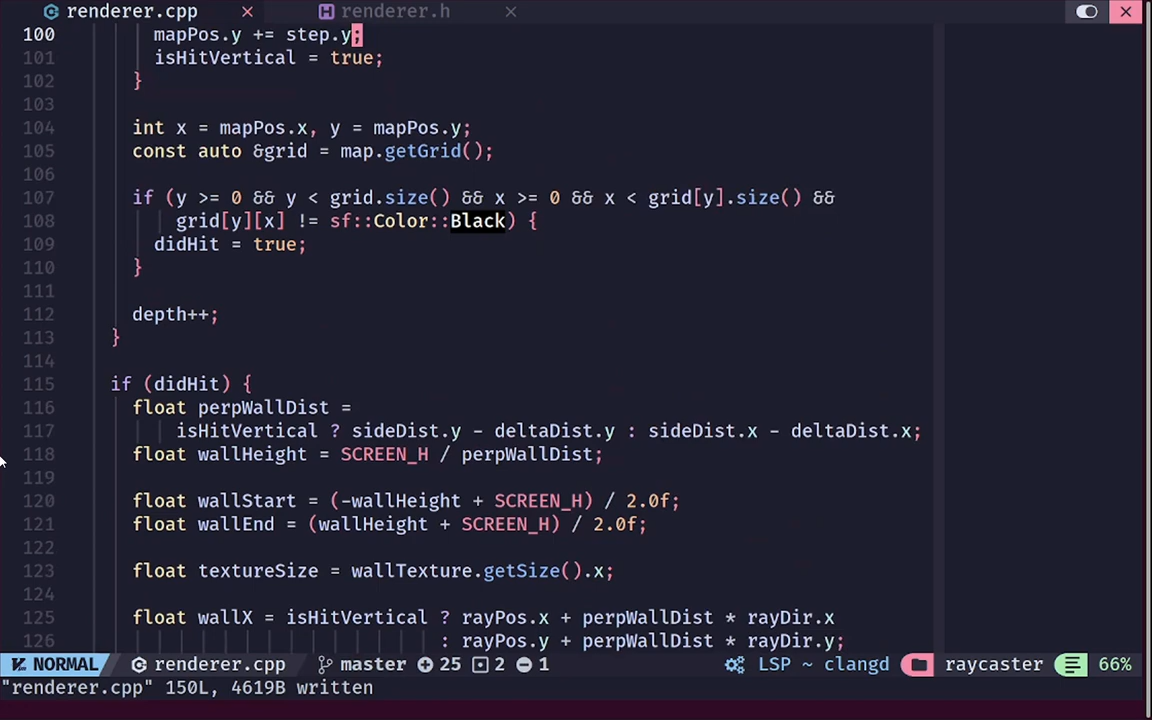 renderer.cpp × renderer.h ×
100 mapPos.y += step.y;
101 isHitVertical = true;
102 }
103
104 int x = mapPos.x, y = mapPos.y;
105 const auto &grid = map.getGrid();
106
107 if (y >= 0 && y < grid.size() && x >= 0 && x < grid[y].size() &&
108 grid[y][x] != sf::Color::Black) {
109 didHit = true;
110 }
111
112 depth++;
113 }
114
115 if (didHit) {
116 float perpWallDist =
117 isHitVertical ? sideDist.y - deltaDist.y : sideDist.x - deltaDist.x;
118 float wallHeight = SCREEN_H / perpWallDist;
119
120 float wallStart = (-wallHeight + SCREEN_H) / 2.0f;
121 float wallEnd = (wallHeight + SCREEN_H) / 2.0f;
122
123 float textureSize = wallTexture.getSize().x;
124
125 float wallX = isHitVertical ? rayPos.x + perpWallDist * rayDir.x
126 : rayPos.y + perpWallDist * rayDir.y;
NORMAL renderer.cpp master 25 2 1 LSP ~ clangd raycaster 66%
"renderer.cpp" 150L, 4619B written